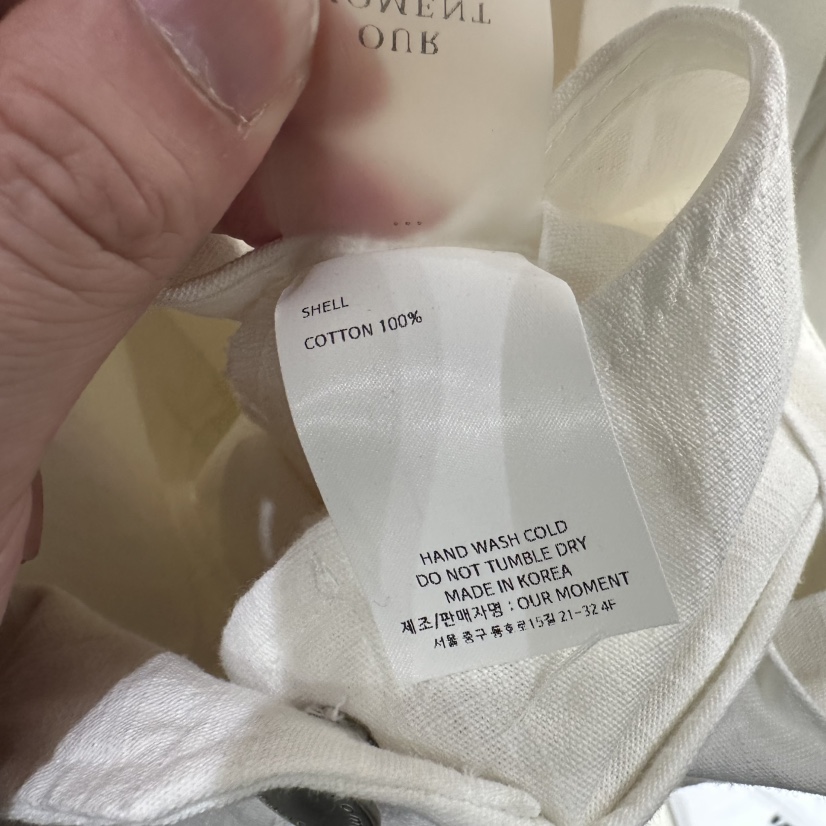 OUR
MOMENT
SHELL
COTTON 100%
HAND WASH COLD
DO NOT TUMBLE DRY
MADE IN KOREA
제조/판매자명 : OUR MOMENT
서울 중구 동호로15길 21-32 4F